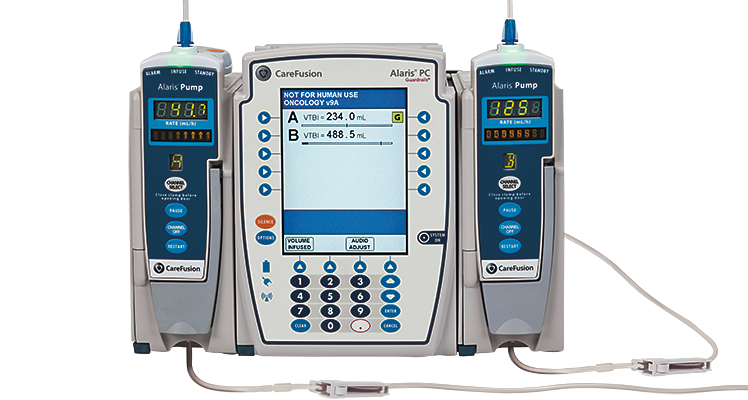 CareFusion
Alaris® PC
Guardrails®
ALARM INFUSE STANDBY
Alaris Pump
41.7
RATE (mL/h)
A
CHANNEL
SELECT
Close clamp before
opening door
PAUSE
CHANNEL
OFF
RESTART
CareFusion
NOT FOR HUMAN USE
ONCOLOGY v9A
A VTBI = 234.0 mL G
B VTBI = 488.5 mL
SILENCE
OPTIONS
SYSTEM
ON
VOLUME
INFUSED
AUDIO
ADJUST
1 2 3
4 5 6
7 8 9 ENTER
CLEAR 0 . CANCEL
ALARM INFUSE STANDBY
Alaris Pump
125
RATE (mL/h)
B
CHANNEL
SELECT
Close clamp before
opening door
PAUSE
CHANNEL
OFF
RESTART
CareFusion